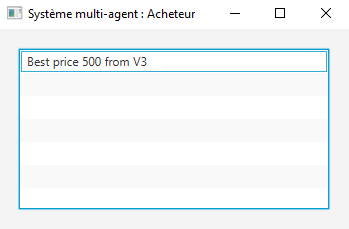 Système multi-agent : Acheteur
Best price 500 from V3